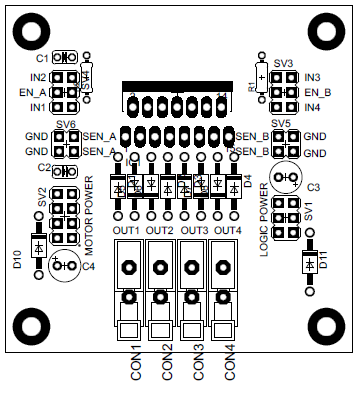 C1
SV4
SV3
R1
IN2
IN3
EN_A
EN_B
IN1
IN4
SV6
SV5
GND
SEN_A
SEN_B
GND
GND
SEN_A
SEN_B
GND
C2
D4
C3
SV2
MOTOR POWER
LOGIC POWER
SV1
OUT1
OUT2
OUT3
OUT4
D10
C4
D11
CON1
CON2
CON3
CON4